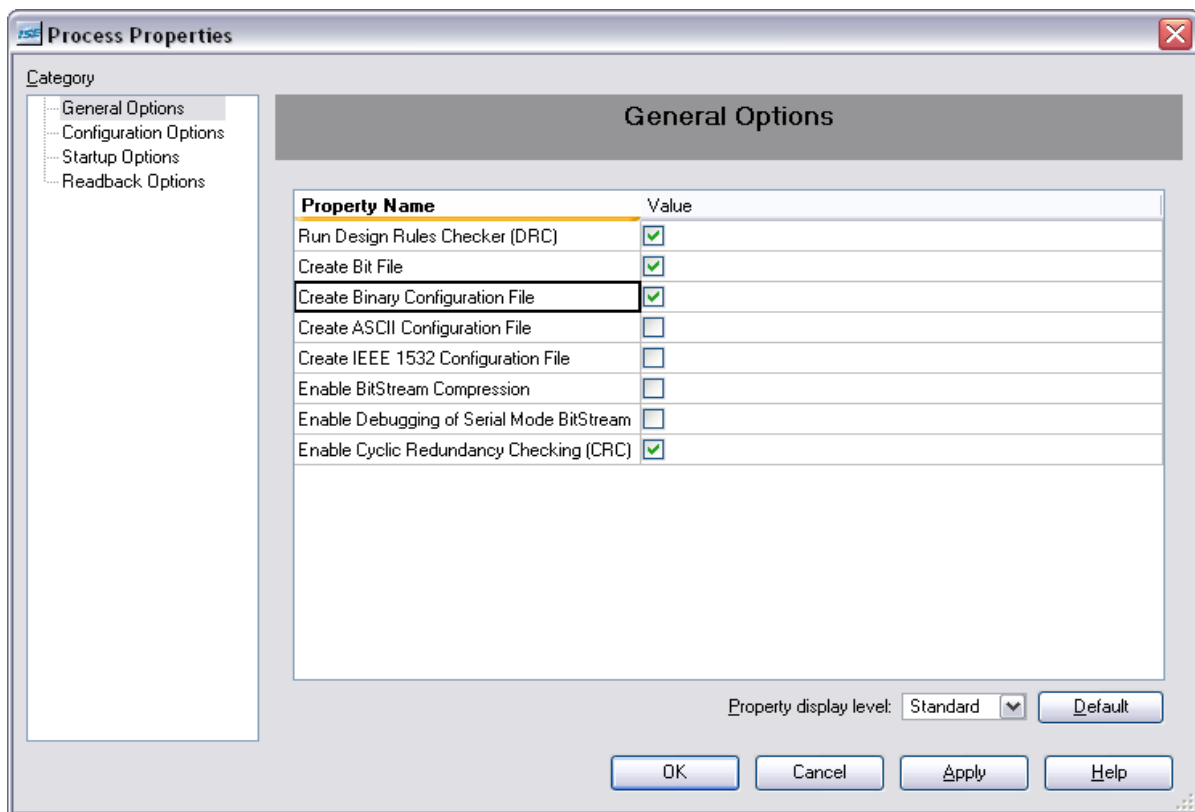 ISE Process Properties
Category
General Options
Configuration Options
Startup Options
Readback Options
General Options
Property Name Value
Run Design Rules Checker (DRC)
Create Bit File
Create Binary Configuration File
Create ASCII Configuration File
Create IEEE 1532 Configuration File
Enable BitStream Compression
Enable Debugging of Serial Mode BitStream
Enable Cyclic Redundancy Checking (CRC)
Property display level: Standard Default
OK Cancel Apply Help